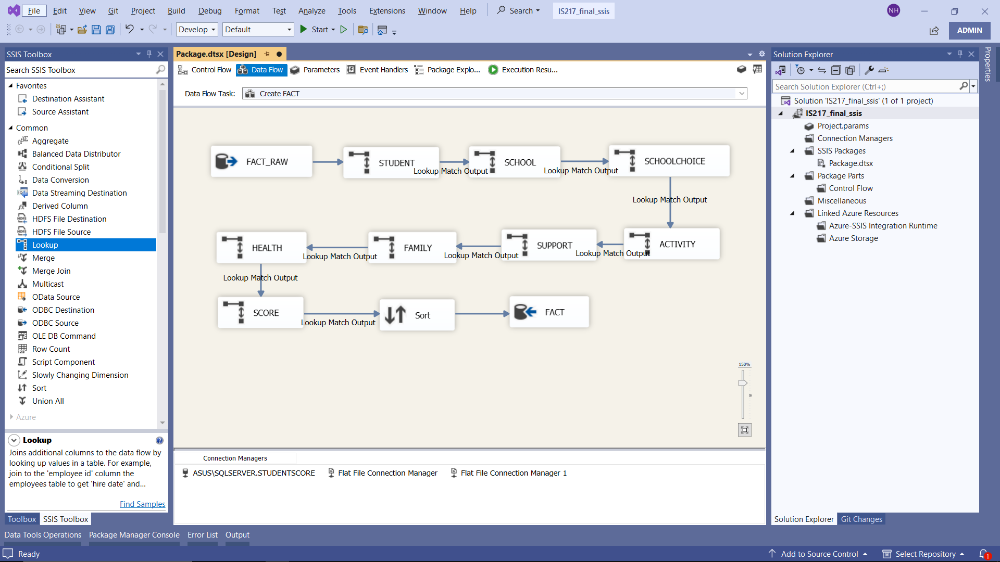 File Edit View Git Project Build Debug Format Test Analyze Tools Extensions Window Help Search IS217_final_ssis NH
Develop Default Start ADMIN
SSIS Toolbox
Search SSIS Toolbox
Favorites
Destination Assistant
Source Assistant
Common
Aggregate
Balanced Data Distributor
Conditional Split
Data Conversion
Data Streaming Destination
Derived Column
HDFS File Destination
HDFS File Source
Lookup
Merge
Merge Join
Multicast
OData Source
ODBC Destination
ODBC Source
OLE DB Command
Row Count
Script Component
Slowly Changing Dimension
Sort
Union All
Azure
Lookup
Joins additional columns to the data flow by
looking up values in a table. For example,
join to the 'employee id' column the
employees table to get 'hire date' and...
Find Samples
Toolbox SSIS Toolbox
Package.dtsx [Design]
Control Flow Data Flow Parameters Event Handlers Package Explo... Execution Resu...
Data Flow Task: Create FACT
FACT_RAW STUDENT SCHOOL SCHOOLCHOICE
Lookup Match Output Lookup Match Output
Lookup Match Output
HEALTH FAMILY SUPPORT ACTIVITY
Lookup Match Output Lookup Match Output Lookup Match Output
Lookup Match Output
SCORE Sort FACT
Lookup Match Output
150%
Connection Managers
ASUS\SQLSERVER.STUDENTSCORE Flat File Connection Manager Flat File Connection Manager 1
Solution Explorer
Search Solution Explorer (Ctrl+;)
Solution 'IS217_final_ssis' (1 of 1 project)
IS217_final_ssis
Project.params
Connection Managers
SSIS Packages
Package.dtsx
Package Parts
Control Flow
Miscellaneous
Linked Azure Resources
Azure-SSIS Integration Runtime
Azure Storage
Solution Explorer Git Changes
Properties
Data Tools Operations Package Manager Console Error List Output
Ready Add to Source Control Select Repository 1